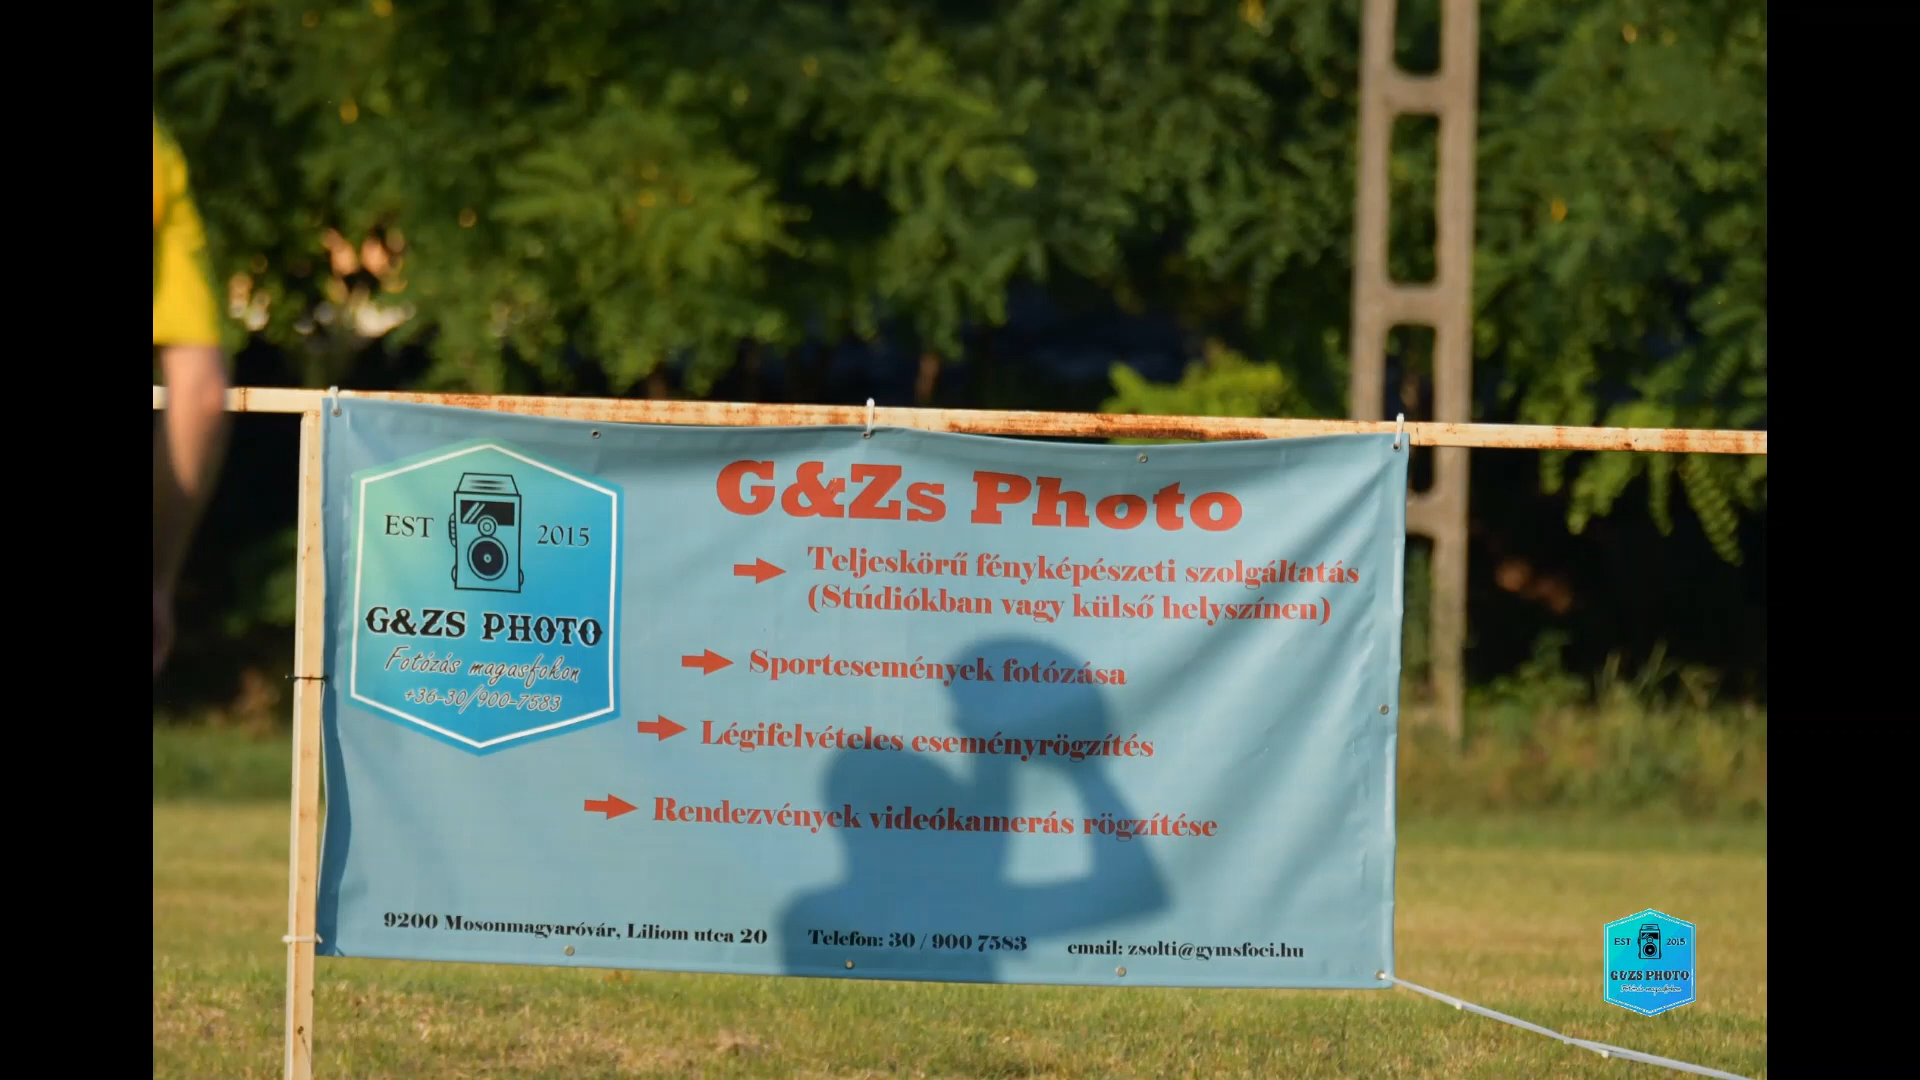 G&Zs Photo
EST 2015
G&ZS PHOTO
Fotózás magasfokon
+36-30/900-7583
Teljeskörű fényképészeti szolgáltatás
(Stúdiókban vagy külső helyszínen)
Sportesemények fotózása
Légifelvételes eseményrögzítés
Rendezvények videókamerás rögzítése
9200 Mosonmagyaróvár, Liliom utca 20 Telefon: 30 / 900 7583 email: zsolti@gymsfoci.hu
EST 2015
G&ZS PHOTO
Fotózás magasfokon